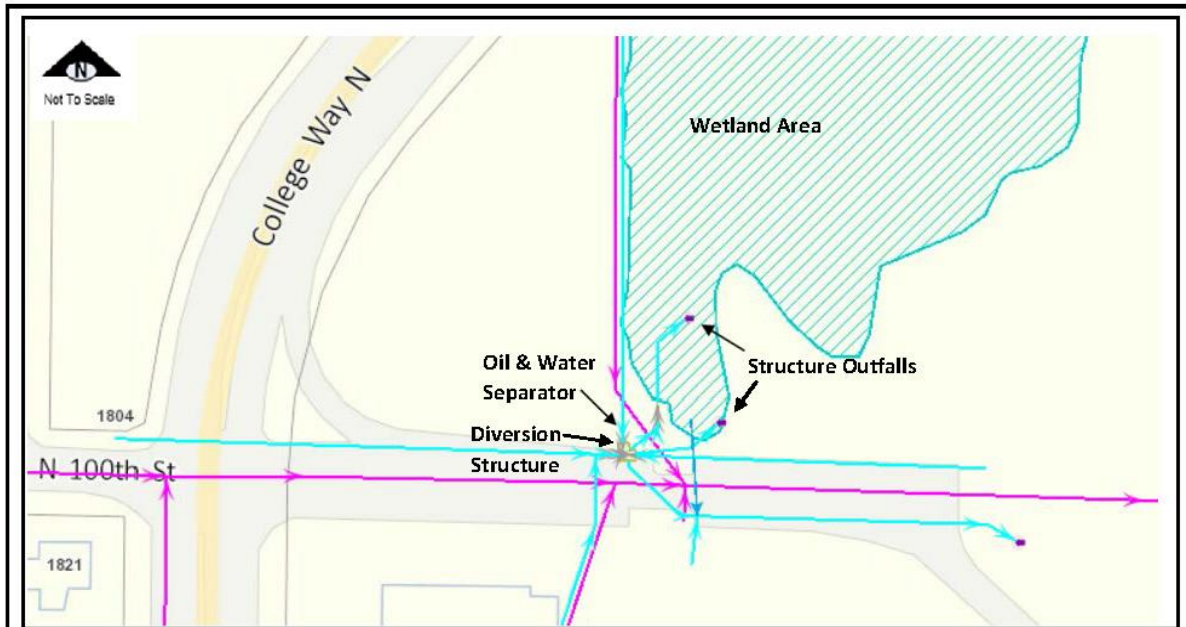 N
Not To Scale
College Way N
Wetland Area
Oil & Water
Separator
Structure Outfalls
1804
Diversion
Structure
N 100th St
1821